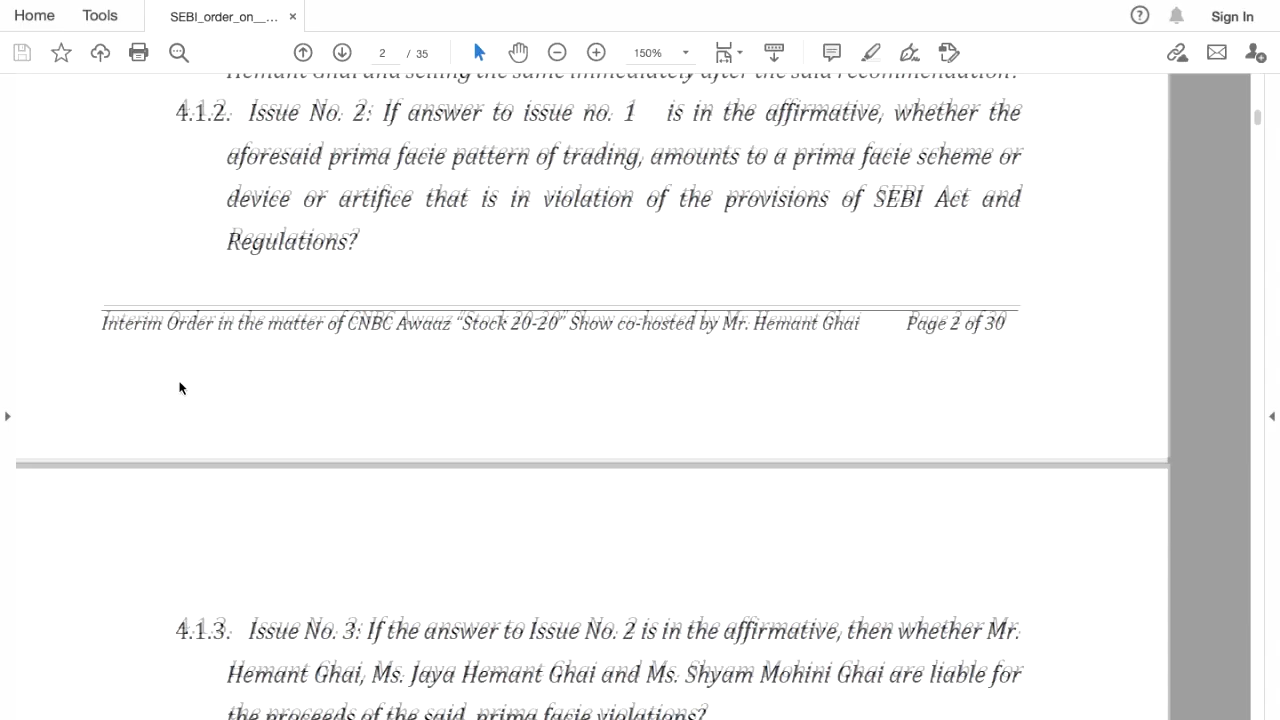 Home Tools SEBI_order_on__... × Sign In
2 / 35 150%
Hemant Ghai and selling the same immediately after the said recommendation.
4.1.2. Issue No. 2: If answer to issue no. 1 is in the affirmative, whether the
aforesaid prima facie pattern of trading, amounts to a prima facie scheme or
device or artifice that is in violation of the provisions of SEBI Act and
Regulations?
Interim Order in the matter of CNBC Awaaz “Stock 20-20” Show co-hosted by Mr. Hemant Ghai Page 2 of 30
4.1.3. Issue No. 3: If the answer to Issue No. 2 is in the affirmative, then whether Mr.
Hemant Ghai, Ms. Jaya Hemant Ghai and Ms. Shyam Mohini Ghai are liable for
the proceeds of the said prima facie violations?